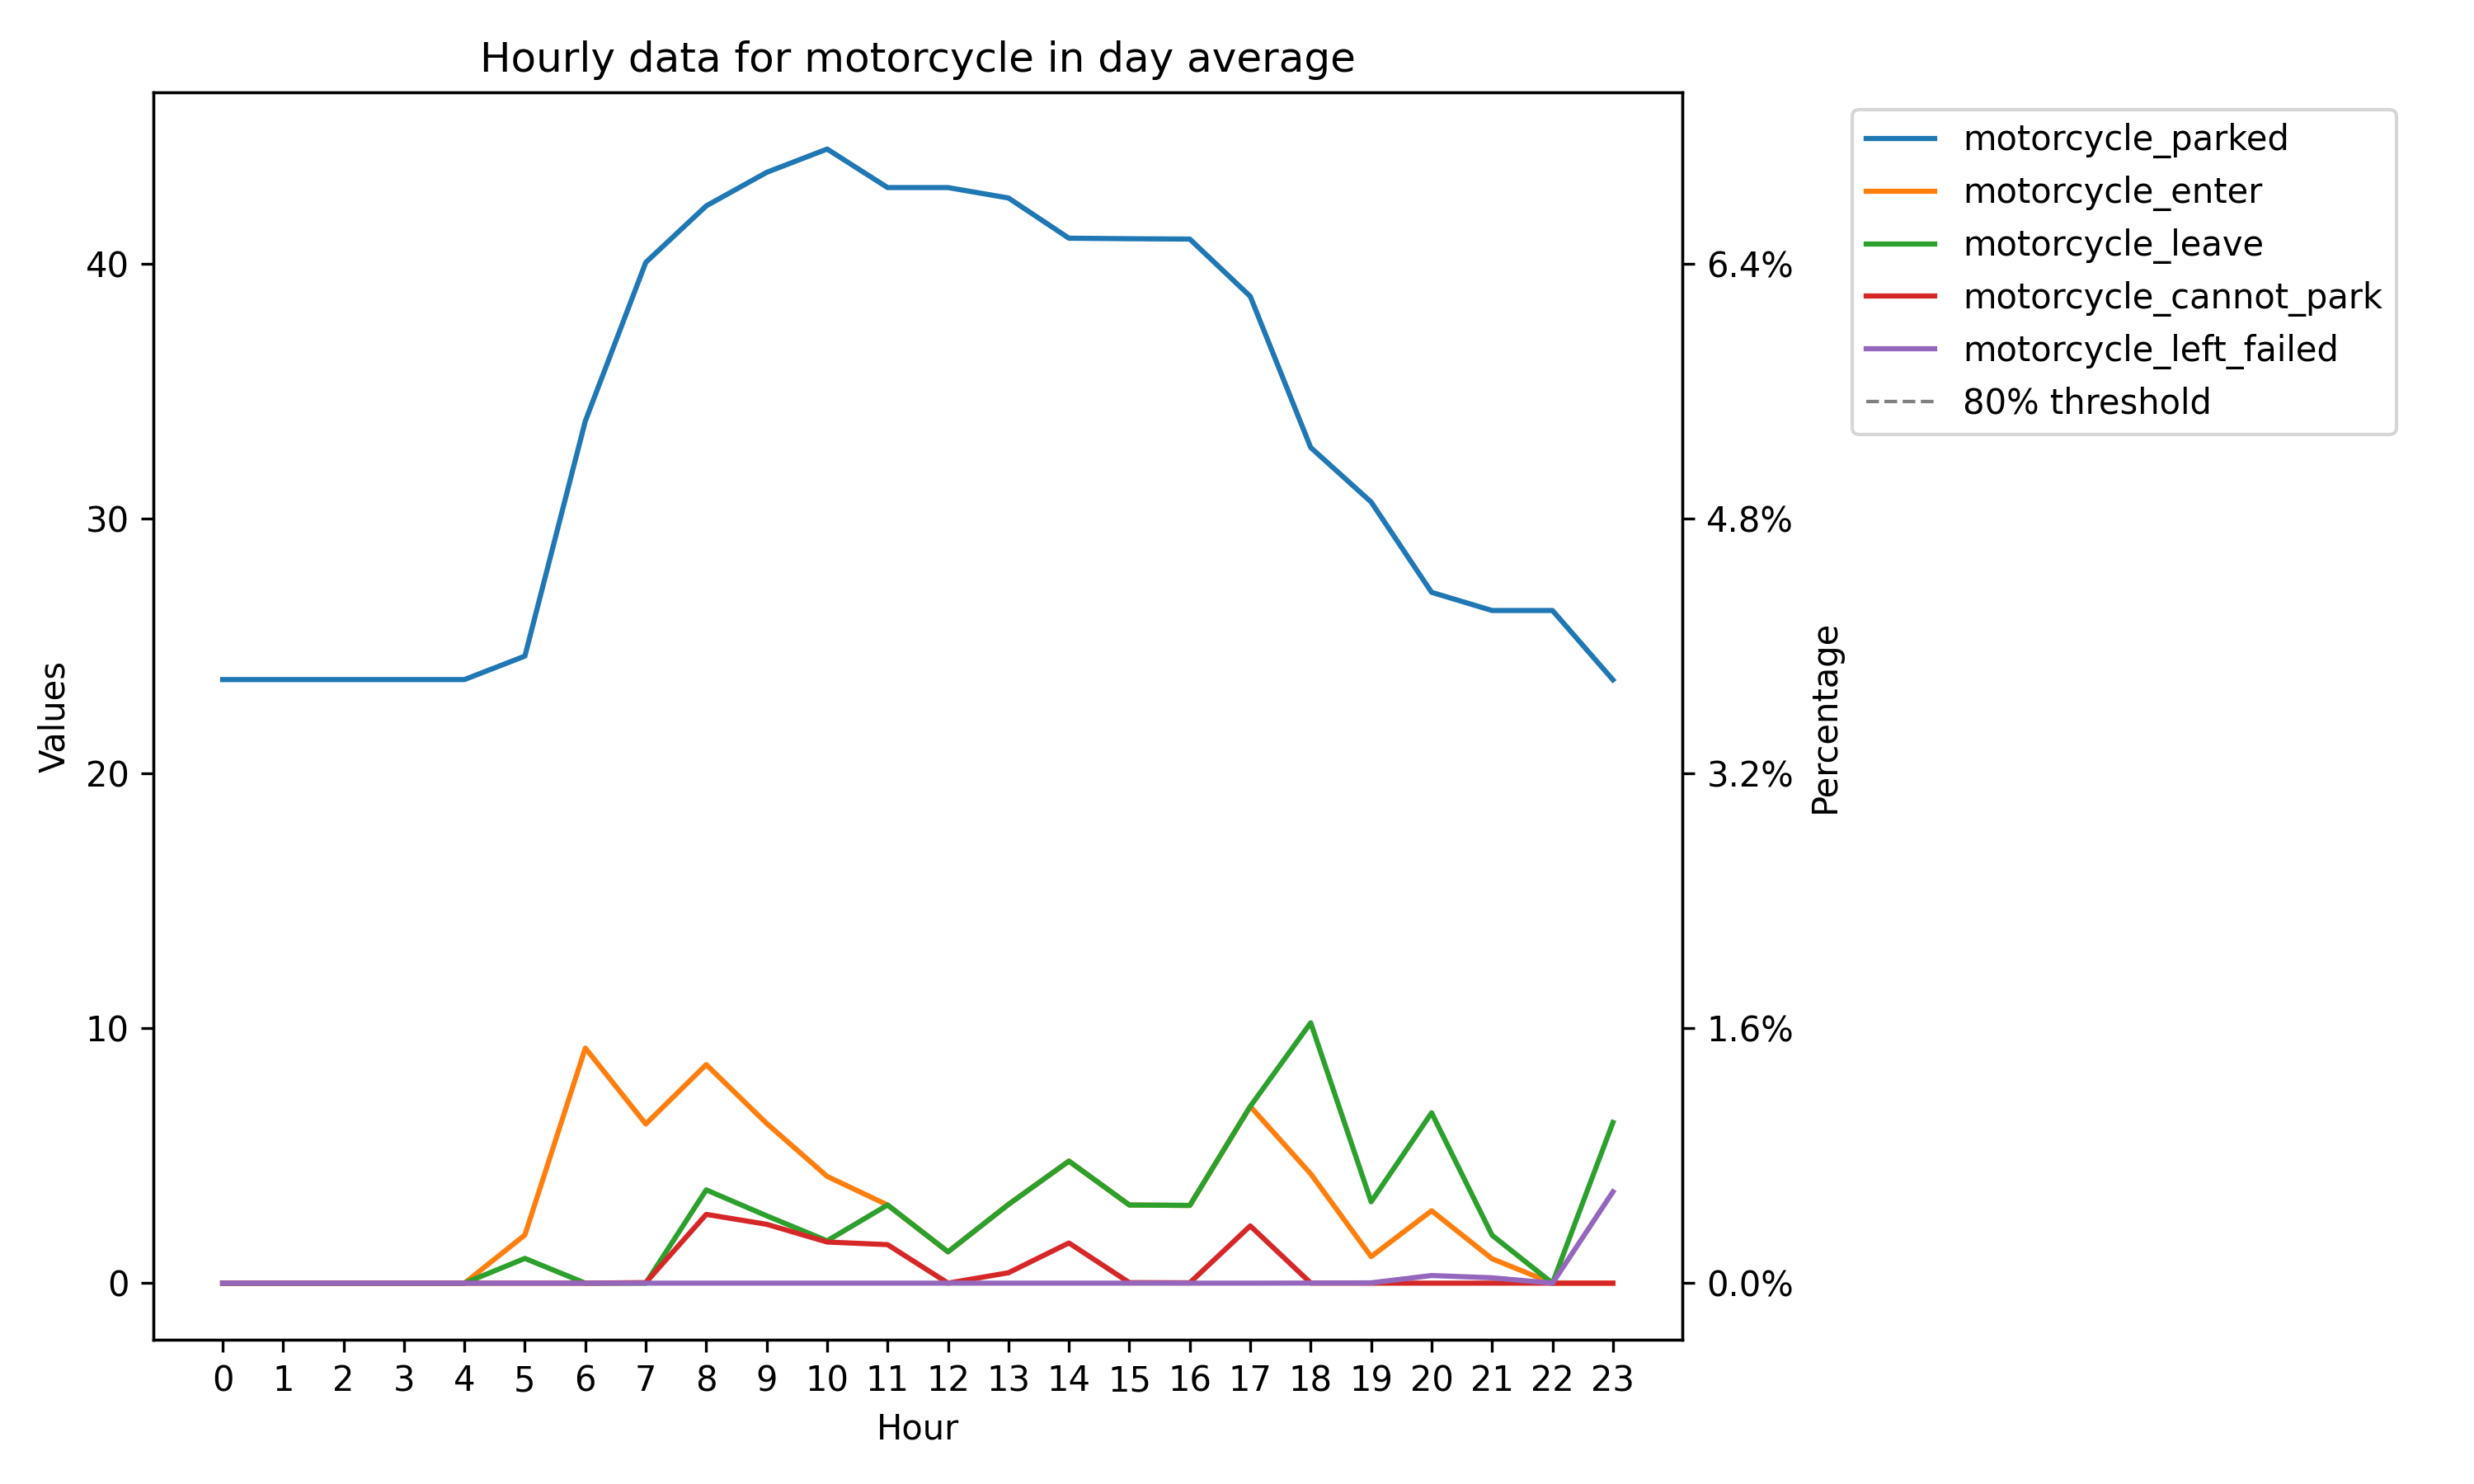 Hourly data for motorcycle in day average
motorcycle_parked
motorcycle_enter
motorcycle_leave
motorcycle_cannot_park
motorcycle_left_failed
80% threshold
Values
40
30
20
10
0
6.4%
4.8%
3.2%
1.6%
0.0%
Percentage
0 1 2 3 4 5 6 7 8 9 10 11 12 13 14 15 16 17 18 19 20 21 22 23
Hour